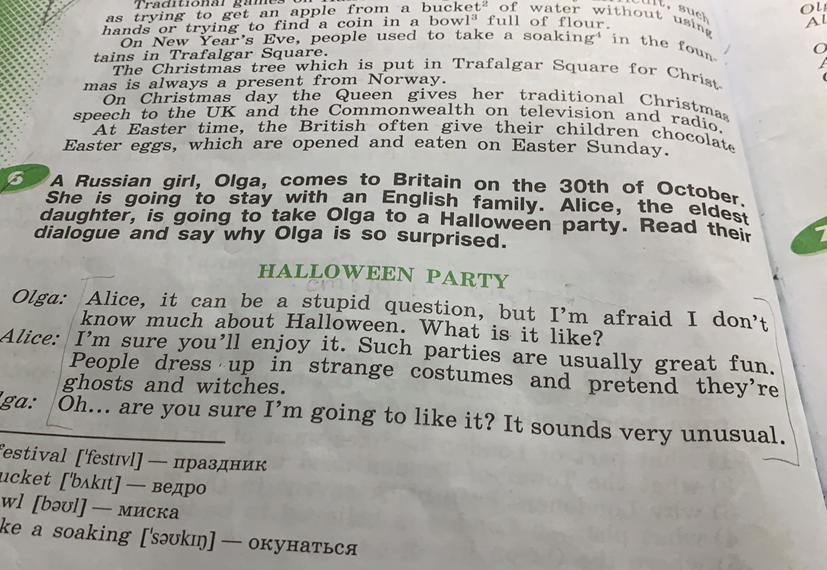 Traditional games on
such
as trying to get an apple from a bucket² of water without using
hands or trying to find a coin in a bowl³ full of flour.
On New Year's Eve, people used to take a soaking⁴ in the foun-
tains in Trafalgar Square.
The Christmas tree which is put in Trafalgar Square for Christ-
mas is always a present from Norway.
On Christmas day the Queen gives her traditional Christmas
speech to the UK and the Commonwealth on television and radio.
At Easter time, the British often give their children chocolate
Easter eggs, which are opened and eaten on Easter Sunday.
6 A Russian girl, Olga, comes to Britain on the 30th of October.
She is going to stay with an English family. Alice, the eldest
daughter, is going to take Olga to a Halloween party. Read their
dialogue and say why Olga is so surprised.
HALLOWEEN PARTY
Olga: Alice, it can be a stupid question, but I'm afraid I don't
know much about Halloween. What is it like?
Alice: I'm sure you'll enjoy it. Such parties are usually great fun.
People dress up in strange costumes and pretend they're
ghosts and witches.
lga: Oh... are you sure I'm going to like it? It sounds very unusual.
estival ['festıvl] — праздник
ucket ['bʌkıt] — ведро
wl [bəʊl] — миска
ke a soaking ['səʊkıŋ] — окунаться
7